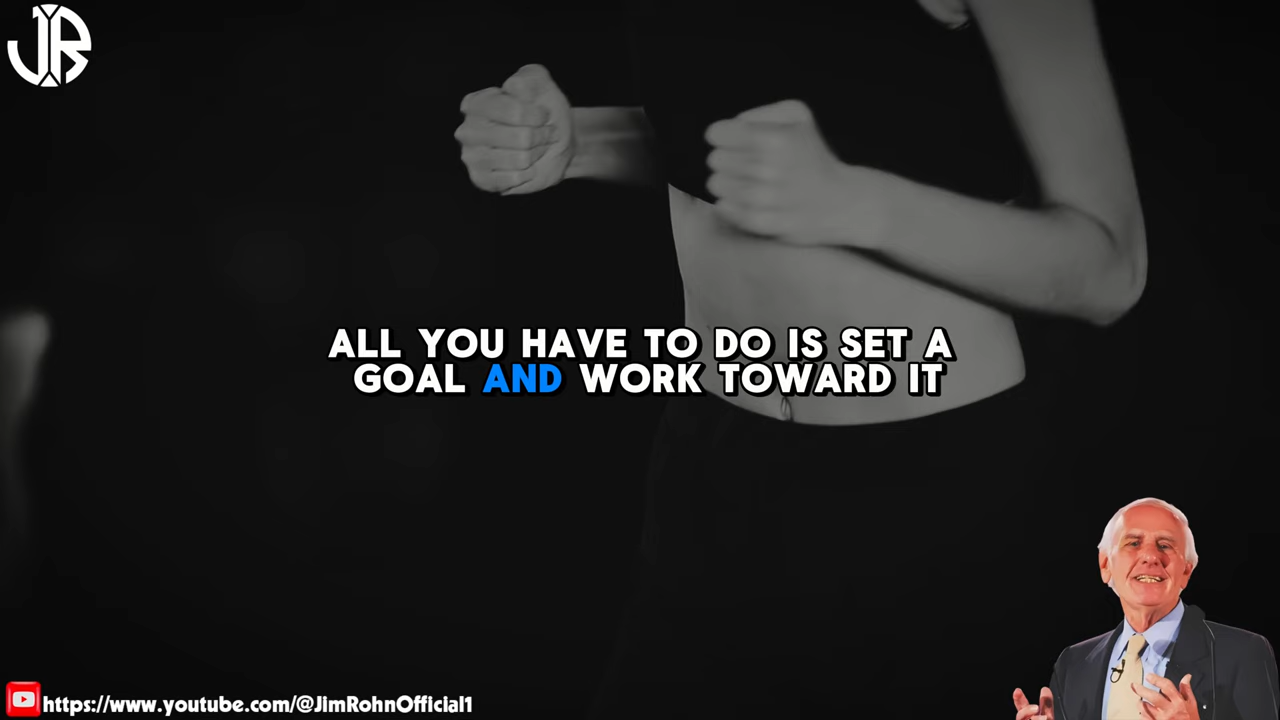 JR
ALL YOU HAVE TO DO IS SET A
GOAL AND WORK TOWARD IT
https://www.youtube.com/@JimRohnOfficial1